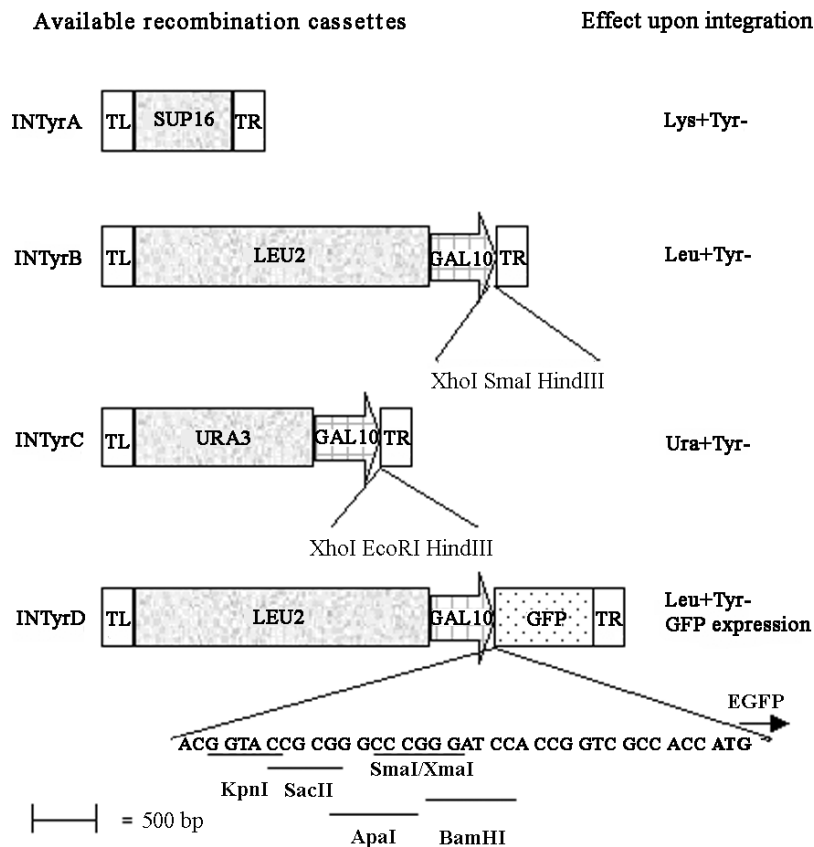 Available recombination cassettes Effect upon integration
INTyrA TL SUP16 TR Lys+Tyr-
INTyrB TL LEU2 GAL10 TR Leu+Tyr-
XhoI SmaI HindIII
INTyrC TL URA3 GAL10 TR Ura+Tyr-
XhoI EcoRI HindIII
INTyrD TL LEU2 GAL10 GFP TR Leu+Tyr-
GFP expression
EGFP
ACG GTAC CCG CGG GCC CGG GAT CCA CCG GTC GCC ACC ATG
KpnI SacII SmaI/XmaI
ApaI BamHI
= 500 bp